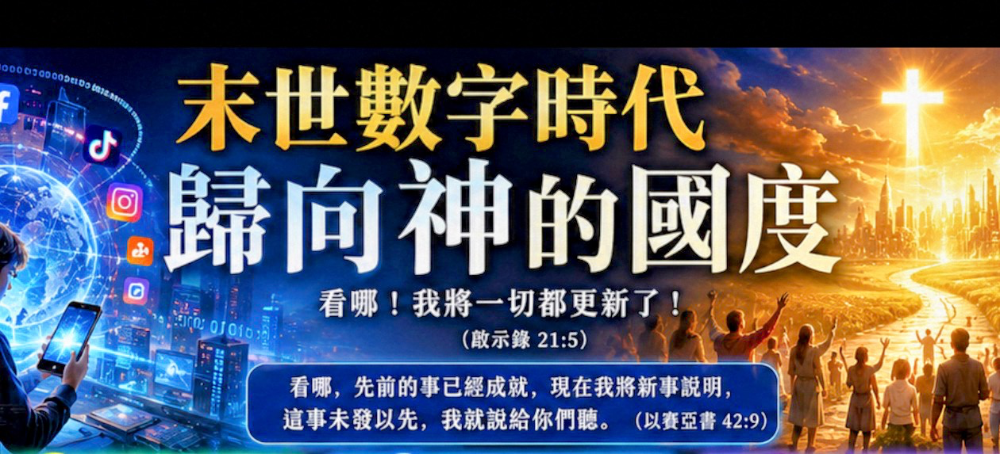 末世數字時代
歸向神的國度
看哪！我將一切都更新了！
（啟示錄 21:5）
看哪，先前的事已經成就，現在我將新事説明，
這事未發以先，我就説給你們聽。（以賽亞書 42:9）